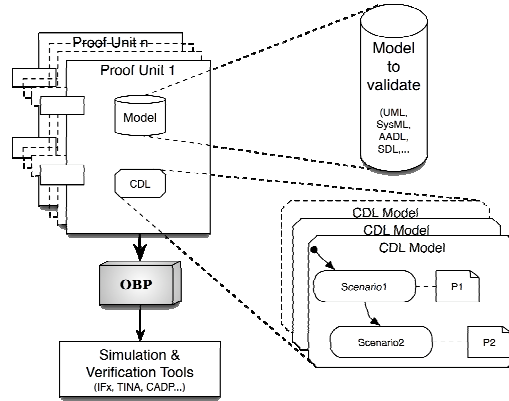 Proof Unit n
Proof Unit 1
Model
CDL
OBP
Simulation &
Verification Tools
(IFx, TINA, CADP...)
Model
to
validate
(UML,
SysML,
AADL,
SDL,...
CDL Model
CDL Model
CDL Model
Scenario1
P1
Scenario2
P2